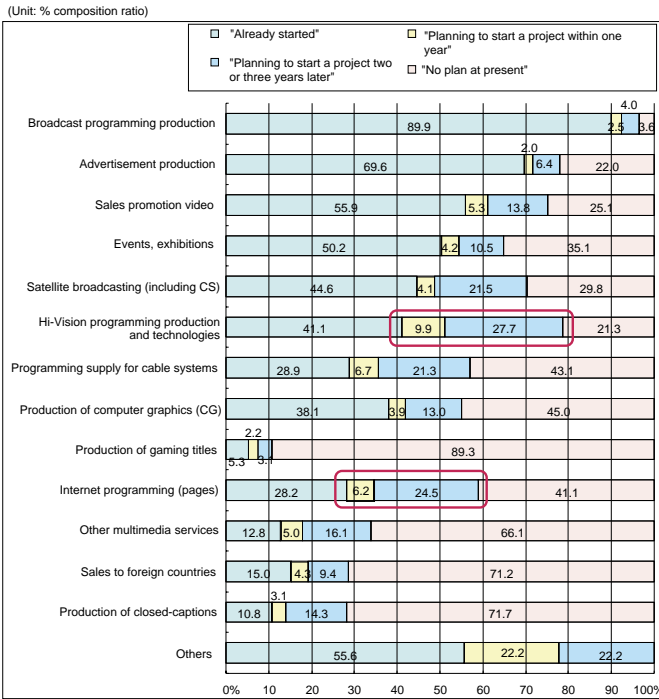 (Unit: % composition ratio)
"Already started"
"Planning to start a project within one
year"
"Planning to start a project two
or three years later"
"No plan at present"
4.0
Broadcast programming production 89.9 2.5 3.6
2.0
Advertisement production 69.6 6.4 22.0
Sales promotion video 55.9 5.3 13.8 25.1
Events, exhibitions 50.2 4.2 10.5 35.1
Satellite broadcasting (including CS) 44.6 4.1 21.5 29.8
Hi-Vision programming production
and technologies 41.1 9.9 27.7 21.3
Programming supply for cable systems 28.9 6.7 21.3 43.1
Production of computer graphics (CG) 38.1 3.9 13.0 45.0
2.2
Production of gaming titles 89.3
5.3 3.1
Internet programming (pages) 28.2 6.2 24.5 41.1
Other multimedia services 12.8 5.0 16.1 66.1
Sales to foreign countries 15.0 4.3 9.4 71.2
3.1
Production of closed-captions 10.8 14.3 71.7
Others 55.6 22.2 22.2
0% 10 20 30 40 50 60 70 80 90 100%